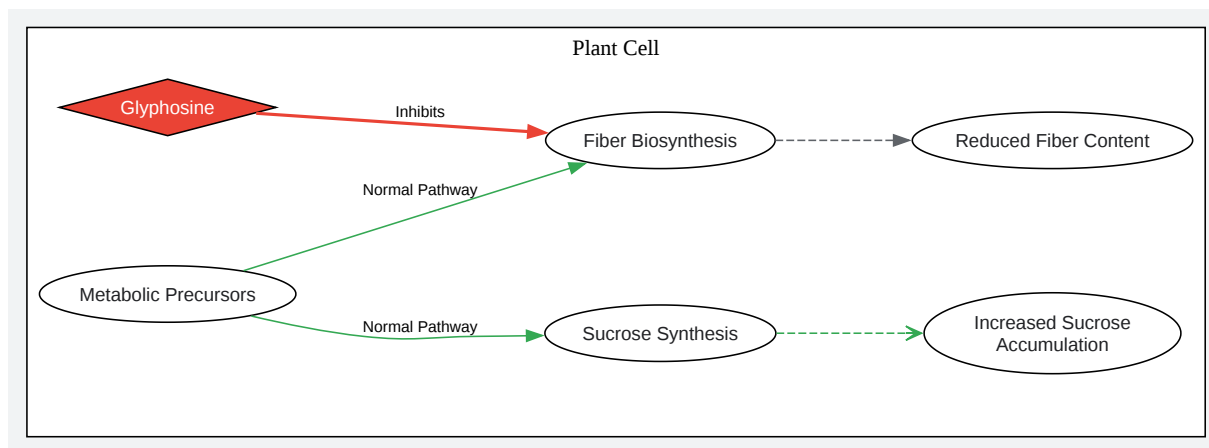 Plant Cell
Glyphosine
Inhibits
Fiber Biosynthesis
Reduced Fiber Content
Normal Pathway
Metabolic Precursors
Normal Pathway
Sucrose Synthesis
Increased Sucrose
Accumulation